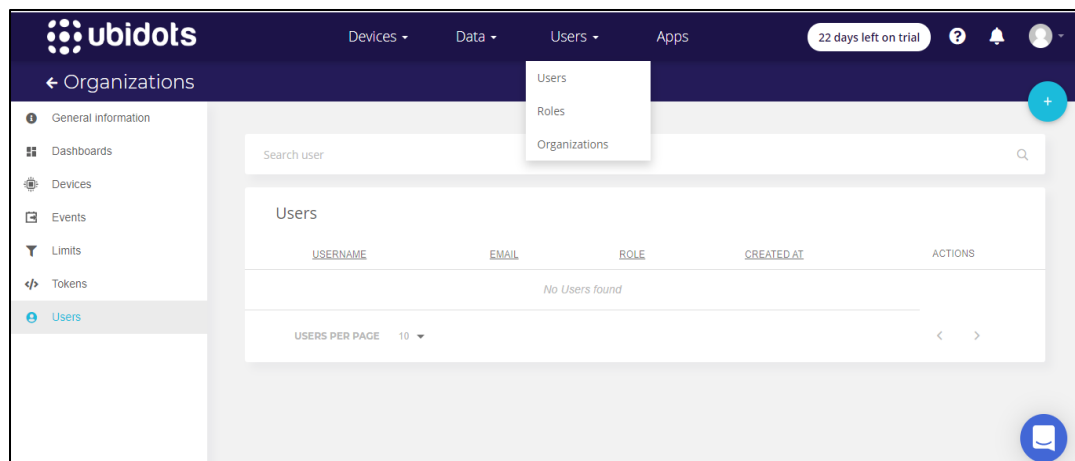 ubidots
Devices Data Users Apps 22 days left on trial ?
Organizations
Users
Roles
Organizations
General information
Dashboards
Devices
Events
Limits
Tokens
Users
+
Search user
Users
USERNAME EMAIL ROLE CREATED AT ACTIONS
No Users found
USERS PER PAGE 10